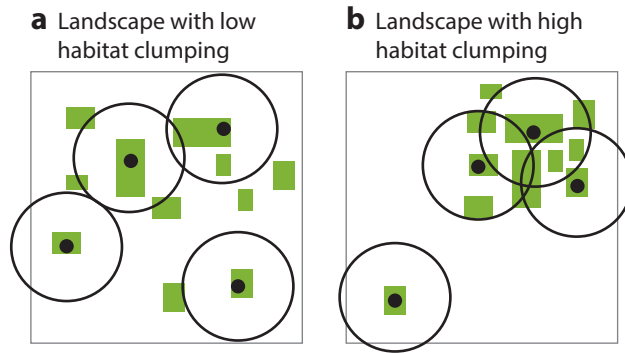 a Landscape with low
habitat clumping
b Landscape with high
habitat clumping